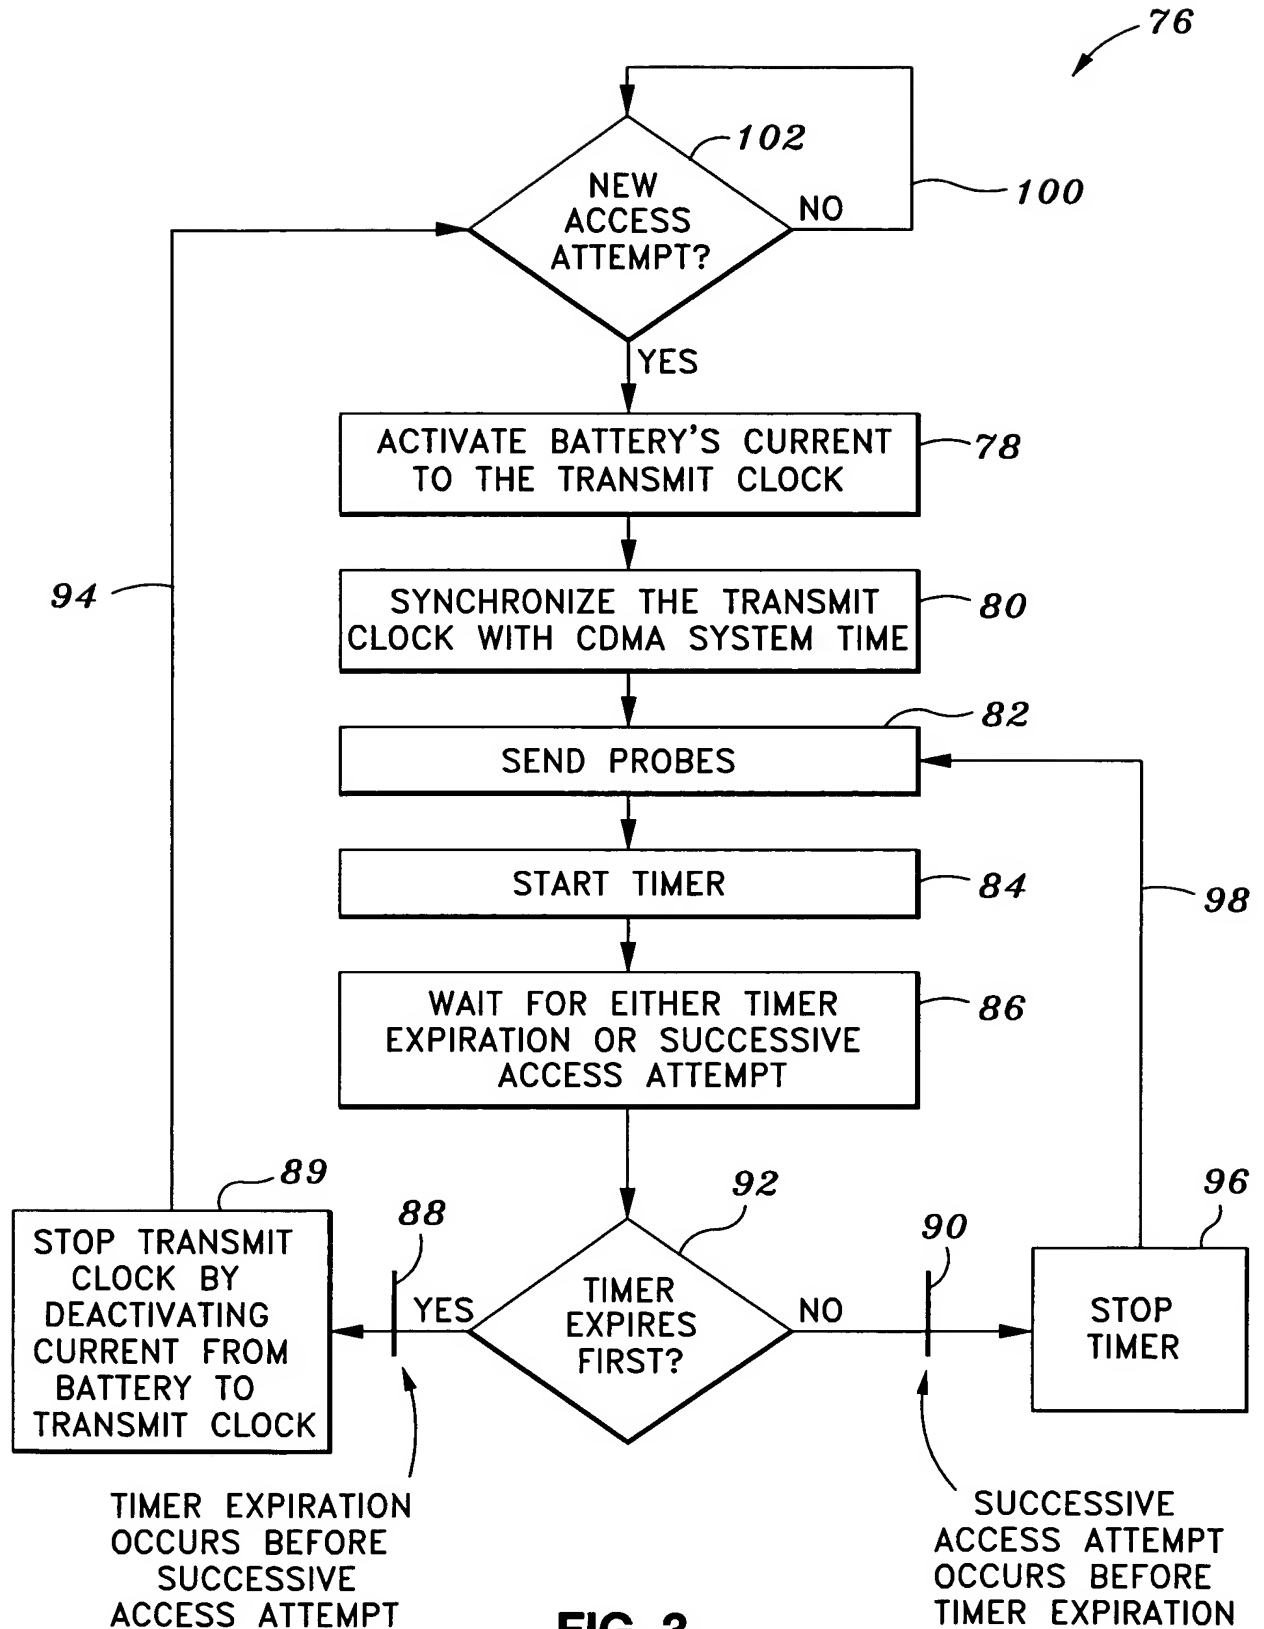 76
102
NEW
ACCESS
ATTEMPT?
NO
100
YES
ACTIVATE BATTERY'S CURRENT
TO THE TRANSMIT CLOCK
78
94
SYNCHRONIZE THE TRANSMIT
CLOCK WITH CDMA SYSTEM TIME
80
82
SEND PROBES
START TIMER
84
98
WAIT FOR EITHER TIMER
EXPIRATION OR SUCCESSIVE
ACCESS ATTEMPT
86
89
STOP TRANSMIT
CLOCK BY
DEACTIVATING
CURRENT FROM
BATTERY TO
TRANSMIT CLOCK
88
YES
92
TIMER
EXPIRES
FIRST?
NO
90
96
STOP
TIMER
TIMER EXPIRATION
OCCURS BEFORE
SUCCESSIVE
ACCESS ATTEMPT
SUCCESSIVE
ACCESS ATTEMPT
OCCURS BEFORE
TIMER EXPIRATION
FIG.